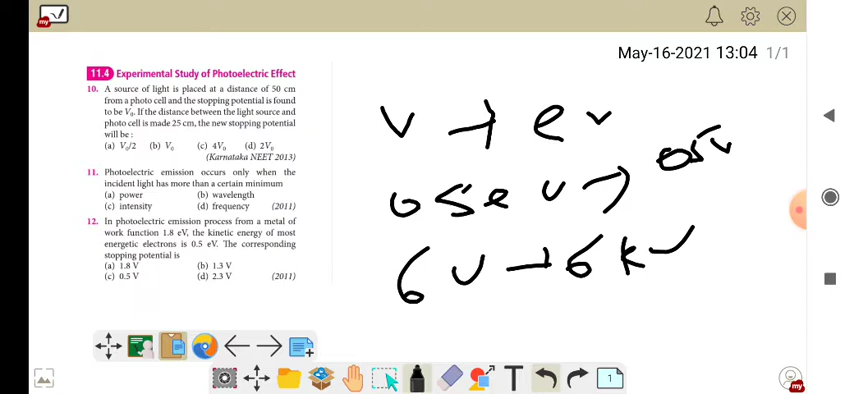 May-16-2021 13:04 1/1
11.4 Experimental Study of Photoelectric Effect
10. A source of light is placed at a distance of 50 cm
from a photo cell and the stopping potential is found
to be V₀. If the distance between the light source and
photo cell is made 25 cm, the new stopping potential
will be :
(a) V₀/2 (b) V₀ (c) 4V₀ (d) 2V₀
(Karnataka NEET 2013)
11. Photoelectric emission occurs only when the
incident light has more than a certain minimum
(a) power (b) wavelength
(c) intensity (d) frequency (2011)
12. In photoelectric emission process from a metal of
work function 1.8 eV, the kinetic energy of most
energetic electrons is 0.5 eV. The corresponding
stopping potential is
(a) 1.8 V (b) 1.3 V
(c) 0.5 V (d) 2.3 V (2011)
V → e v
05 e v → 05 v
6 V → 6 k v
T
1
my
my